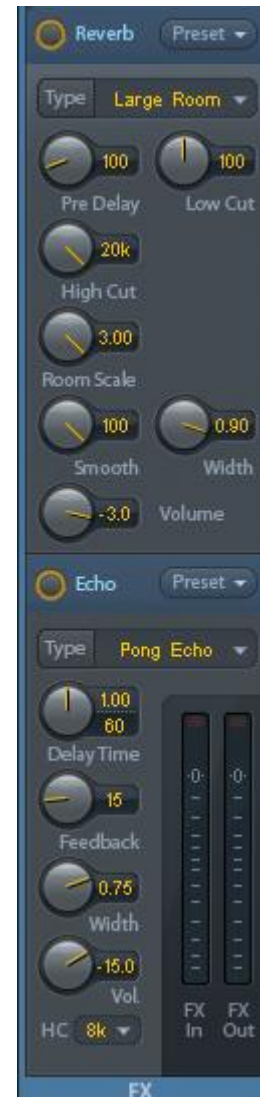 Reverb Preset
Type Large Room
100 100
Pre Delay Low Cut
20k
High Cut
3.00
Room Scale
100 0.90
Smooth Width
-3.0 Volume
Echo Preset
Type Pong Echo
1.00
60
Delay Time
15
Feedback
0.75
Width
-15.0
Vol.
HC 8k
-0- -0-
FX FX
In Out
FX